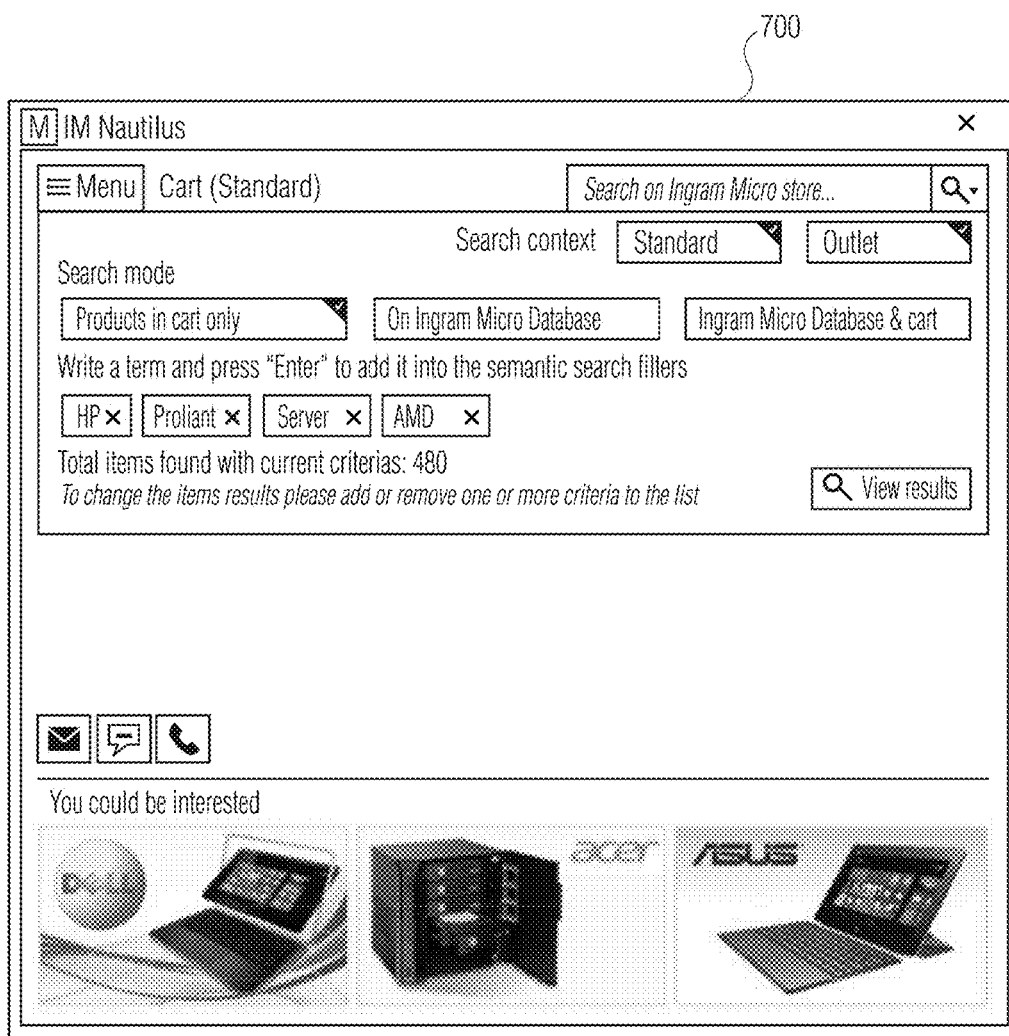 700
M IM Nautilus ×
Menu Cart (Standard) Search on Ingram Micro store...
Search context Standard Outlet
Search mode
Products in cart only On Ingram Micro Database Ingram Micro Database & cart
Write a term and press "Enter" to add it into the semantic search filters
HP × Proliant × Server × AMD ×
Total items found with current criterias: 480
To change the items results please add or remove one or more criteria to the list View results
You could be interested
DELL acer ASUS